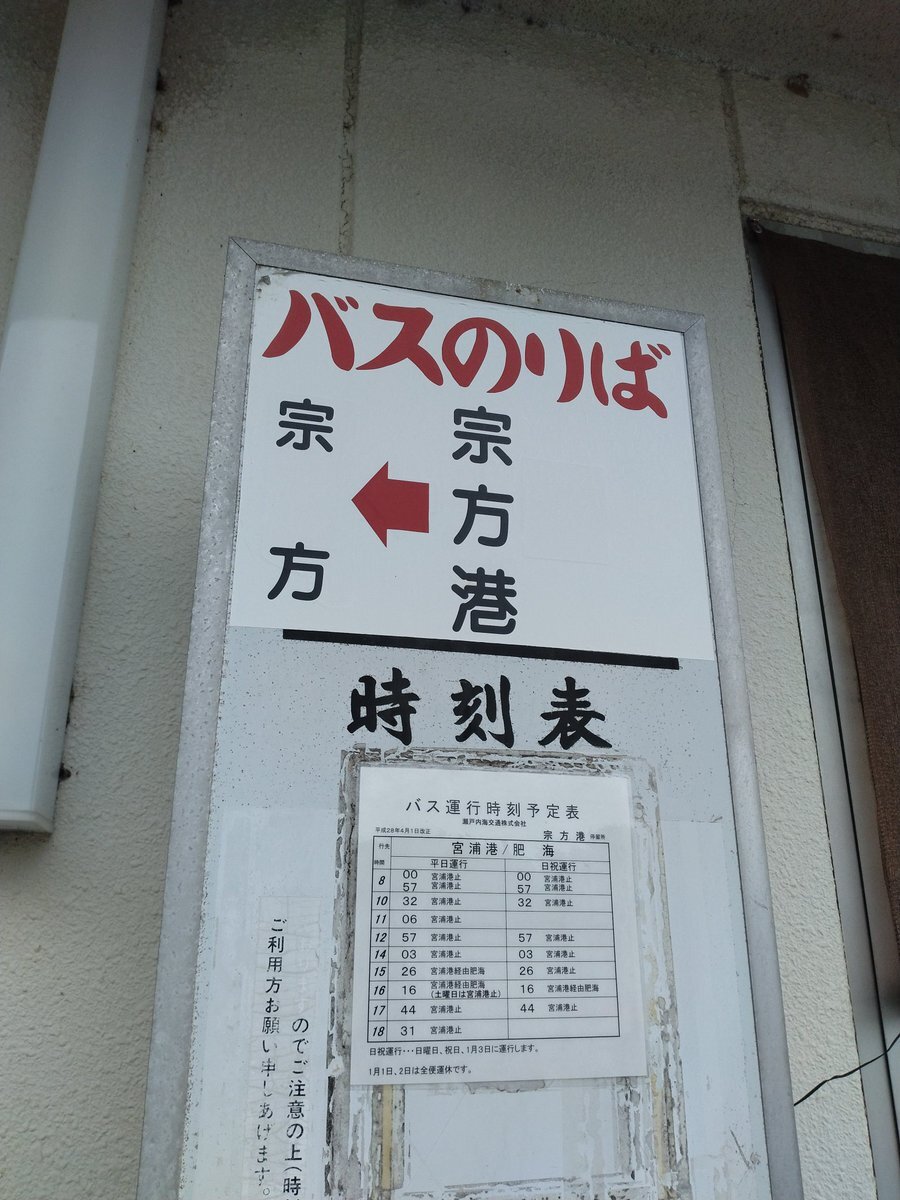 バスのりば
宗方港
宗方
時刻表
バス運行時刻予定表
瀬戸内海交通株式会社
平成28年4月1日改正
宗方港 停留所
行先 宮浦港/肥海
時間 平日運行 日祝運行
8 00 宮浦港止 00 宮浦港止
57 宮浦港止 57 宮浦港止
10 32 宮浦港止 32 宮浦港止
11 06 宮浦港止
12 57 宮浦港止 57 宮浦港止
14 03 宮浦港止 03 宮浦港止
15 26 宮浦港経由肥海 26 宮浦港止
16 16 宮浦港経由肥海 16 宮浦港経由肥海
(土曜日は宮浦港止)
17 44 宮浦港止 44 宮浦港止
18 31 宮浦港止
日祝運行･･･日曜日、祝日、1月3日に運行します。
1月1日、2日は全便運休です。
のでご注意の上(時
ご利用方お願い申しあげます。